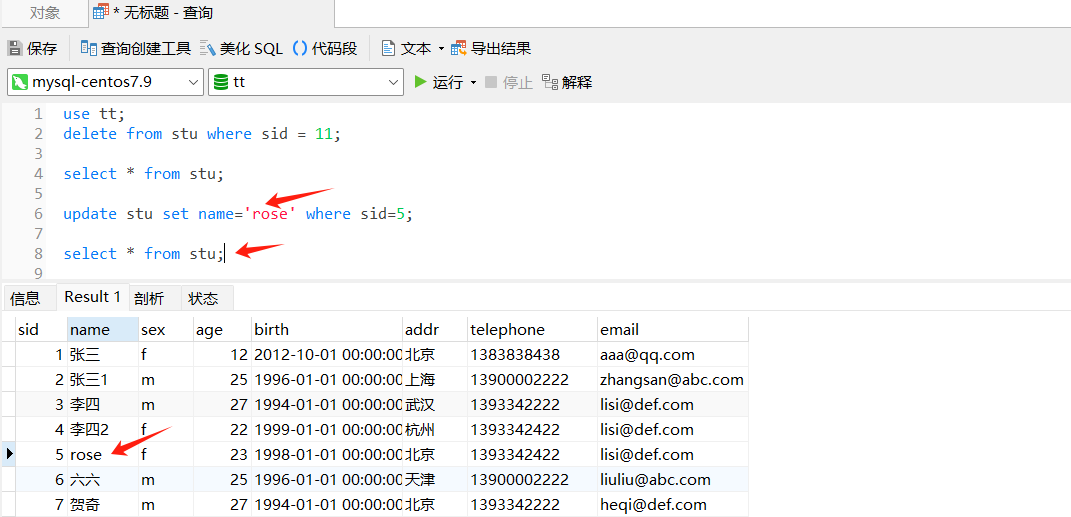 对象
* 无标题 - 查询
保存 查询创建工具 美化 SQL () 代码段 文本 导出结果
mysql-centos7.9 tt 运行 停止 解释
1 use tt;
2 delete from stu where sid = 11;
3
4 select * from stu;
5
6 update stu set name='rose' where sid=5;
7
8 select * from stu;
9
信息 Result 1 剖析 状态
sid name sex age birth addr telephone email
1 张三 f 12 2012-10-01 00:00:00 北京 1383838438 aaa@qq.com
2 张三1 m 25 1996-01-01 00:00:00 上海 13900002222 zhangsan@abc.com
3 李四 m 27 1994-01-01 00:00:00 武汉 1393342222 lisi@def.com
4 李四2 f 22 1999-01-01 00:00:00 杭州 1393342422 lisi@def.com
5 rose f 23 1998-01-01 00:00:00 北京 1393342422 lisi@def.com
6 六六 m 25 1996-01-01 00:00:00 天津 13900002222 liuliu@abc.com
7 贺奇 m 27 1994-01-01 00:00:00 北京 1393342222 heqi@def.com